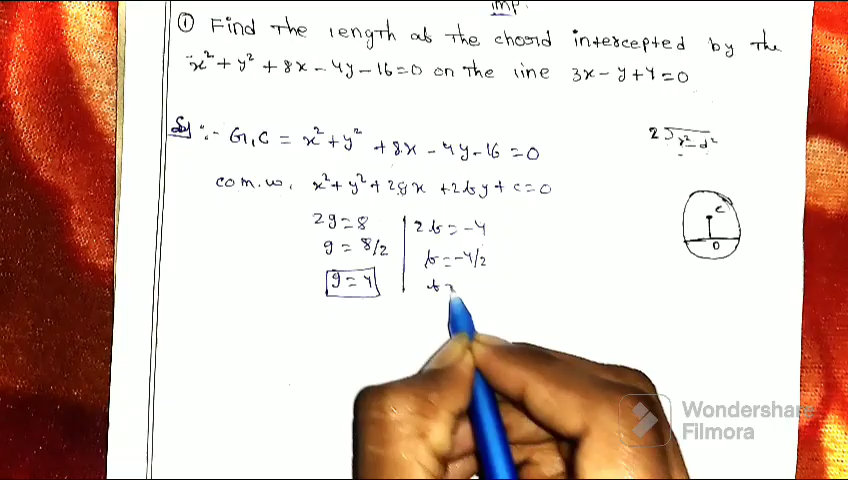 IMP.
① Find The length of The chord intercepted by The
x² + y² + 8x - 4y - 16 = 0 on the line 3x - y + 4 = 0
Sol :- G,C = x² + y² + 8x - 4y - 16 = 0
2√r² - d²
com. w. x² + y² + 2gx + 2fy + c = 0
2g = 8
g = 8/2
g = 4
2f = -4
f = -4/2
f =
C
D
Wondershare
Filmora